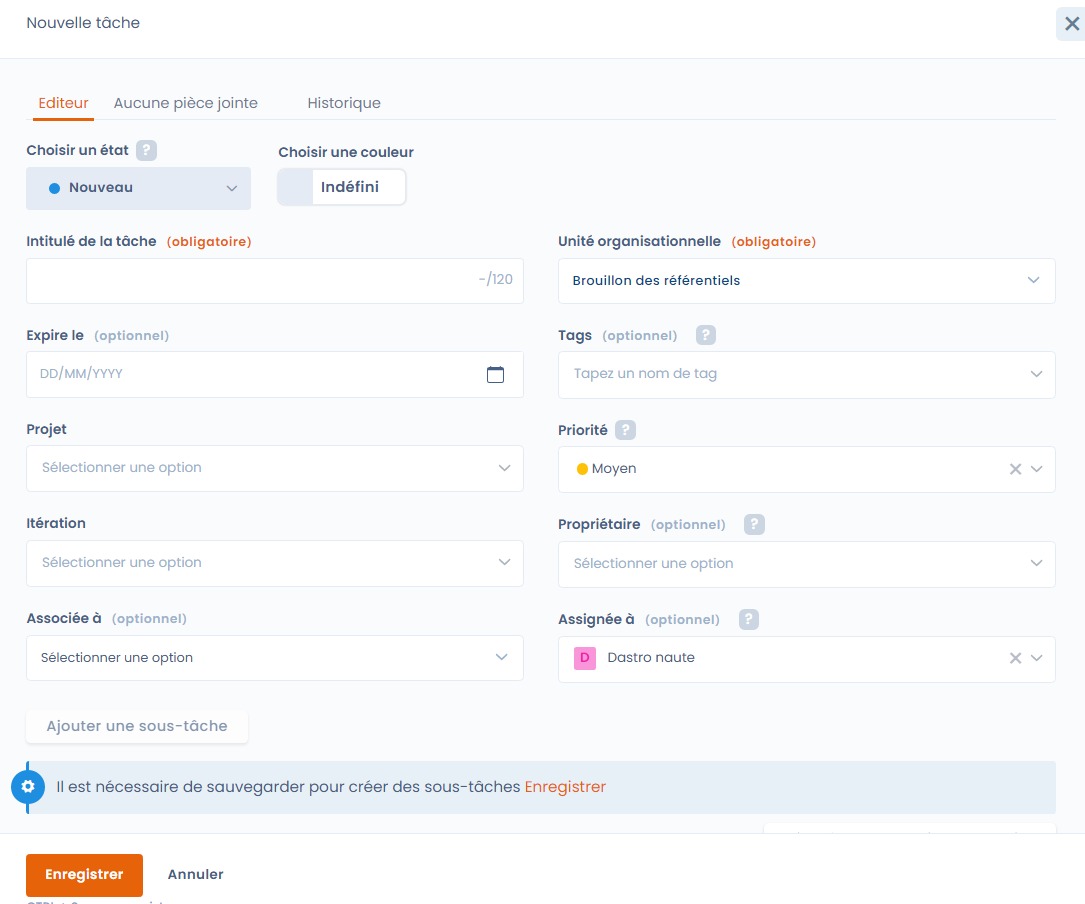 Nouvelle tâche
Editeur Aucune pièce jointe Historique
Choisir un état ? Choisir une couleur
Nouveau Indéfini
Intitulé de la tâche (obligatoire) Unité organisationnelle (obligatoire)
-/120 Brouillon des référentiels
Expire le (optionnel) Tags (optionnel) ?
DD/MM/YYYY Tapez un nom de tag
Projet Priorité ?
Sélectionner une option Moyen
Itération Propriétaire (optionnel) ?
Sélectionner une option Sélectionner une option
Associée à (optionnel) Assignée à (optionnel) ?
Sélectionner une option D Dastro naute
Ajouter une sous-tâche
Il est nécessaire de sauvegarder pour créer des sous-tâches Enregistrer
Enregistrer Annuler